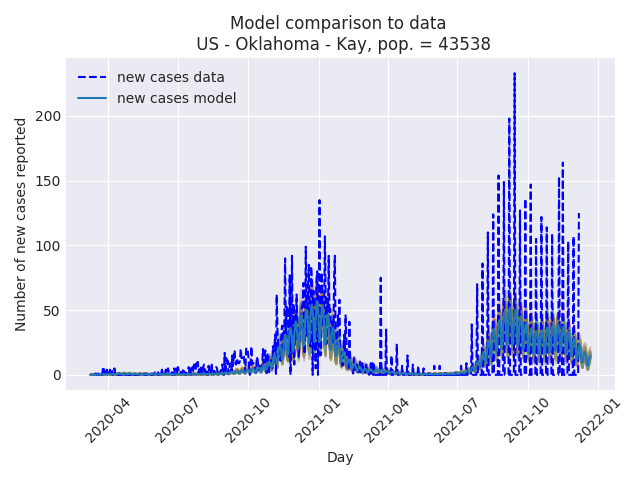 Model comparison to data
US - Oklahoma - Kay, pop. = 43538
new cases data
new cases model
Number of new cases reported
200
150
100
50
0
2020-04
2020-07
2020-10
2021-01
2021-04
2021-07
2021-10
2022-01
Day